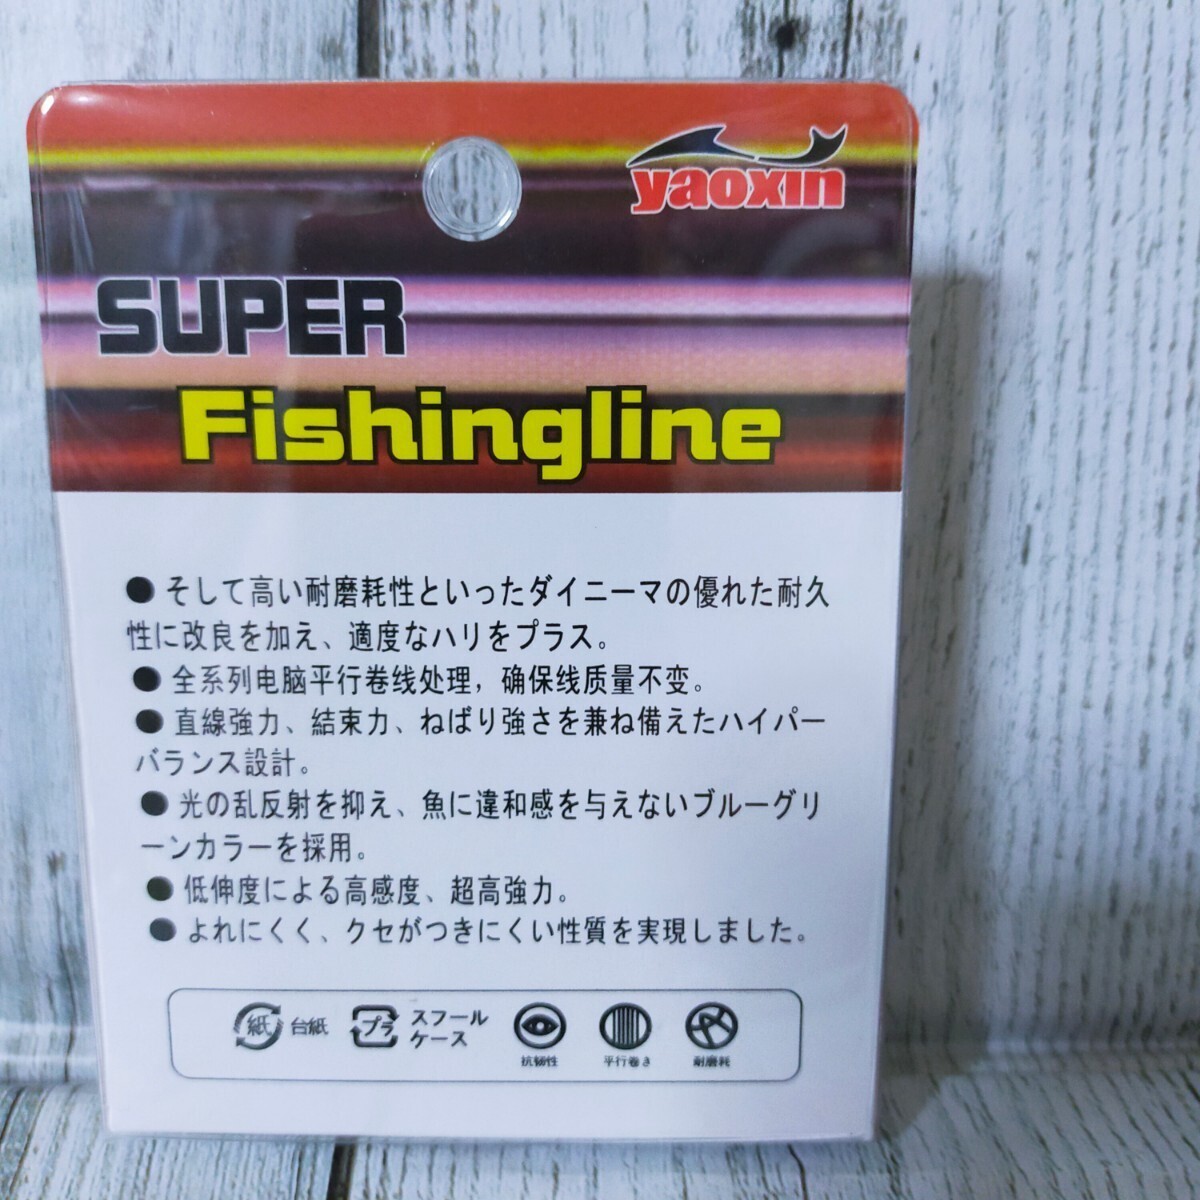 yaoxin
SUPER
Fishingline
● そして高い耐磨耗性といったダイニーマの優れた耐久
性に改良を加え、適度なハリをプラス。
● 全系列电脑平行卷线处理，确保线质量不变。
● 直線強力、結束力、ねばり強さを兼ね備えたハイパー
バランス設計。
● 光の乱反射を抑え、魚に違和感を与えないブルーグリ
ーンカラーを採用。
● 低伸度による高感度、超高強力。
● よれにくく、クセがつきにくい性質を実現しました。
紙 台紙 プラ スフール
ケース
抗韧性 平行卷き 耐磨耗